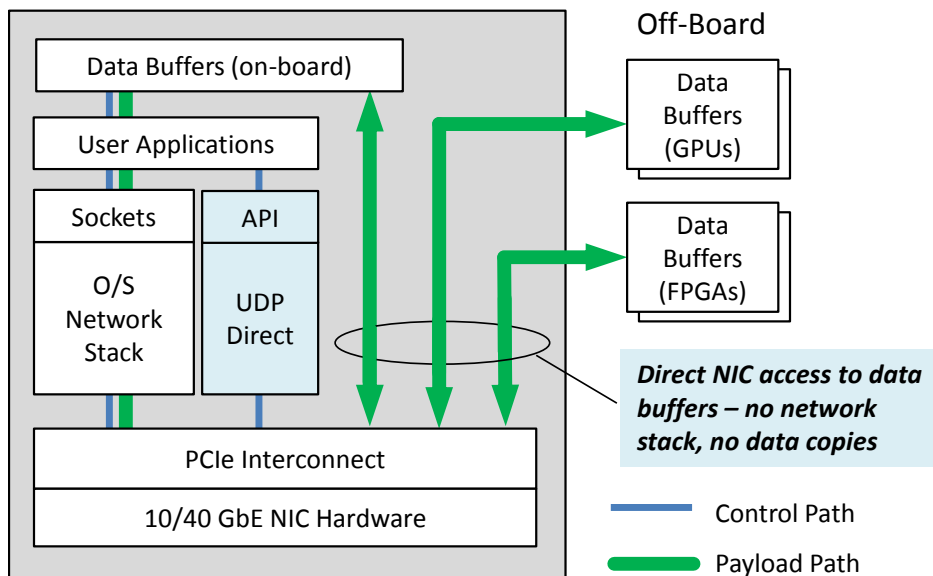 Off-Board
Data Buffers (on-board)
Data
Buffers
(GPUs)
User Applications
Sockets
API
Data
Buffers
(FPGAs)
O/S
Network
Stack
UDP
Direct
Direct NIC access to data
buffers – no network
stack, no data copies
PCIe Interconnect
10/40 GbE NIC Hardware
Control Path
Payload Path